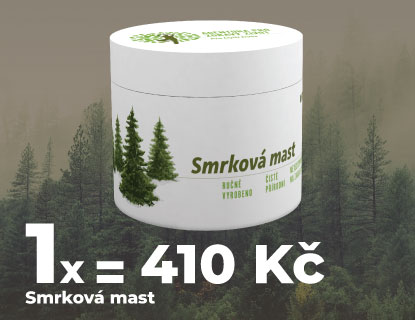 Smrková mast
RUČNĚ
VYROBENO
ČISTĚ
PŘÍRODNÍ
1x = 410 Kč
Smrková mast